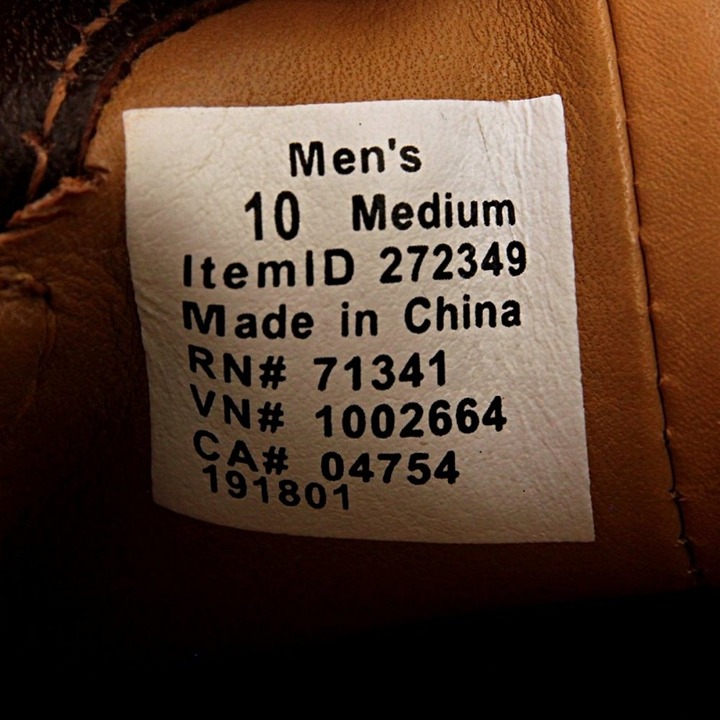 Men's
10 Medium
ItemID 272349
Made in China
RN# 71341
VN# 1002664
CA# 04754
191801